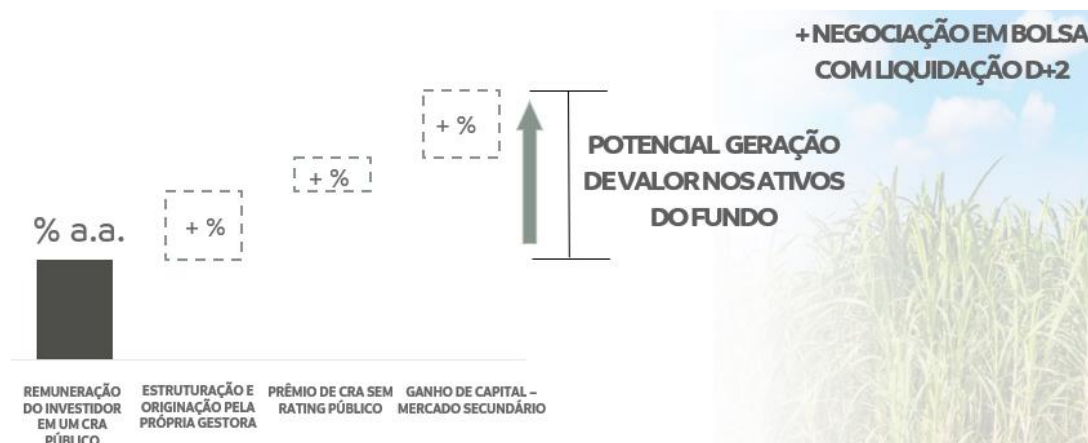 + NEGOCIAÇÃO EM BOLSA
COM LIQUIDAÇÃO D+2
+ %
POTENCIAL GERAÇÃO
DE VALOR NOS ATIVOS
DO FUNDO
+ %
+ %
% a.a.
REMUNERAÇÃO
DO INVESTIDOR
EM UM CRA
PÚBLICO
ESTRUTURAÇÃO E
ORIGINAÇÃO PELA
PRÓPRIA GESTORA
PRÊMIO DE CRA SEM
RATING PÚBLICO
GANHO DE CAPITAL –
MERCADO SECUNDÁRIO